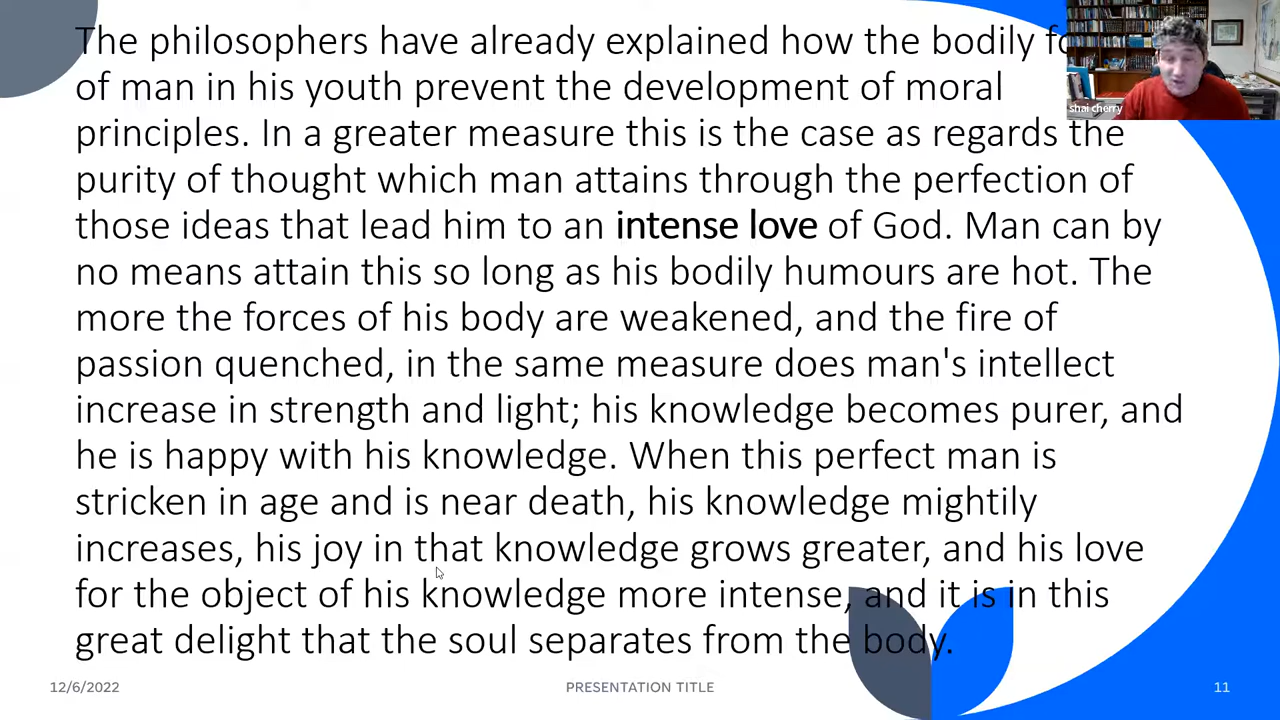 The philosophers have already explained how the bodily
of man in his youth prevent the development of moral
principles. In a greater measure this is the case as regards the
purity of thought which man attains through the perfection of
those ideas that lead him to an intense love of God. Man can by
no means attain this so long as his bodily humours are hot. The
more the forces of his body are weakened, and the fire of
passion quenched, in the same measure does man's intellect
increase in strength and light; his knowledge becomes purer, and
he is happy with his knowledge. When this perfect man is
stricken in age and is near death, his knowledge mightily
increases, his joy in that knowledge grows greater, and his love
for the object of his knowledge more intense, and it is in this
great delight that the soul separates from the body.
shai cherry
12/6/2022
PRESENTATION TITLE
11